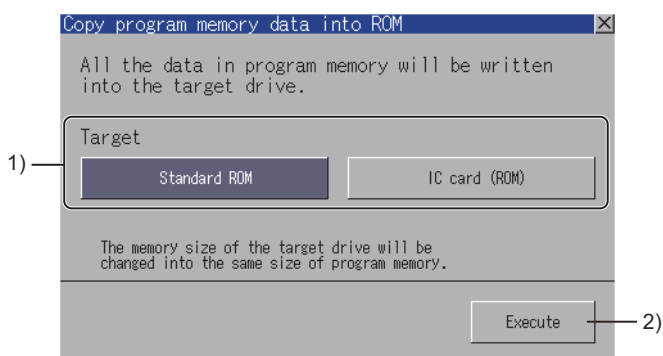 Copy program memory data into ROM
All the data in program memory will be written
into the target drive.
1)
Target
Standard ROM
IC card (ROM)
The memory size of the target drive will be
changed into the same size of program memory.
Execute
2)